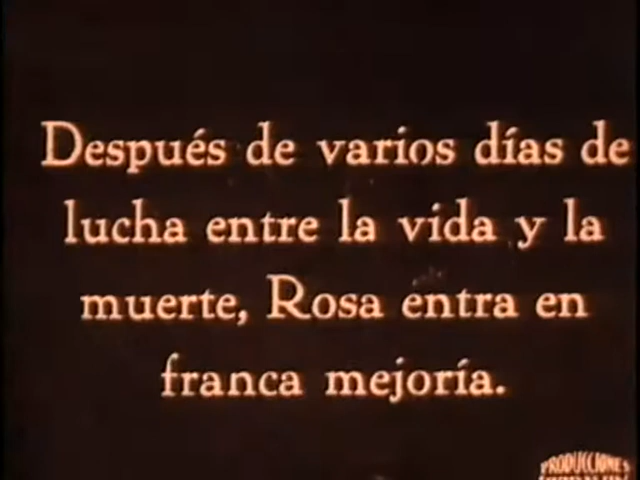 Después de varios días de
lucha entre la vida y la
muerte, Rosa entra en
franca mejoría.
PRODUCCIONES